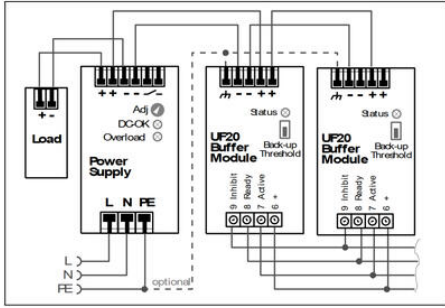 + -
Load
+ + - -
Adj
DC-OK
Overload
Power
Supply
L N PE
- - + +
Status
UF20
Buffer
Module
Back-up
Threshold
9 Inhibit
8 Ready
7 Active
6 +
- - + +
Status
UF20
Buffer
Module
Back-up
Threshold
9 Inhibit
8 Ready
7 Active
6 +
L
N
PE
optional